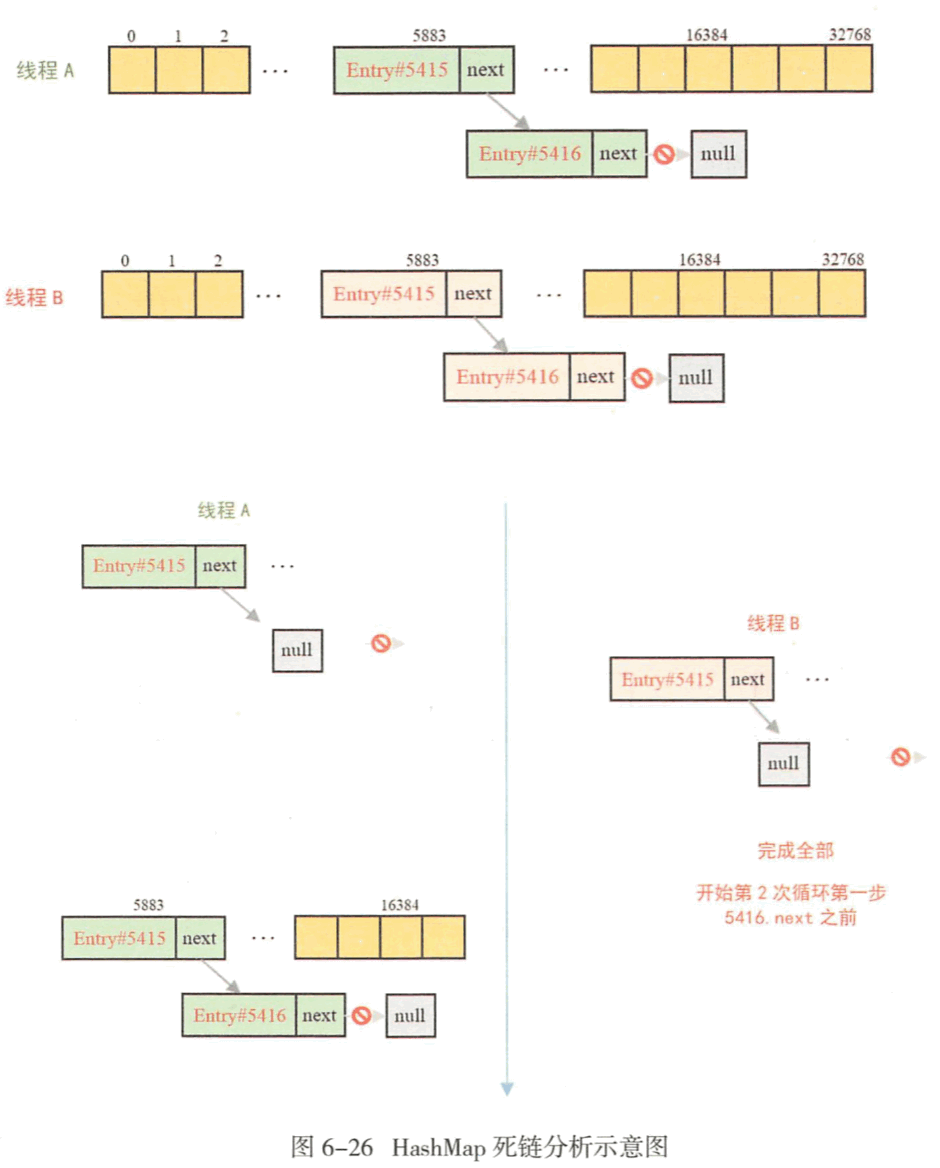 0 1 2 5883 16384 32768
线程 A ... Entry#5415 next ...
Entry#5416 next null
0 1 2 5883 16384 32768
线程 B ... Entry#5415 next ...
Entry#5416 next null
线程 A
Entry#5415 next ...
null
线程 B
Entry#5415 next ...
null
完成全部
开始第 2 次循环第一步
5416.next 之前
5883 16384
Entry#5415 next ...
Entry#5416 next null
图 6-26 HashMap 死链分析示意图